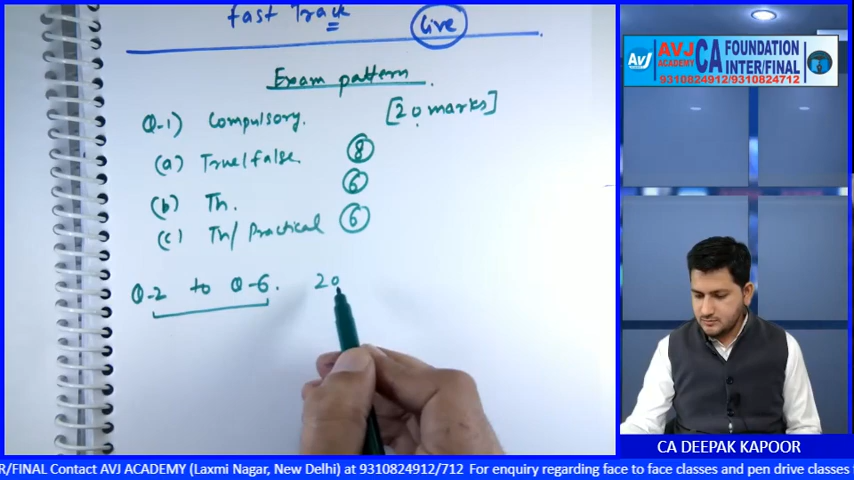 fast Track
Live
Exam pattern
Q-1) Compulsory. [20 marks]
(a) True/false. 8
(b) Th. 6
(c) Th/Practical 6
Q-2 to Q-6. 20
AVJ
AVJ ACADEMY
CA FOUNDATION INTER/FINAL
9310824912/9310824712
CA DEEPAK KAPOOR
R/FINAL Contact AVJ ACADEMY (Laxmi Nagar, New Delhi) at 9310824912/712 For enquiry regarding face to face classes and pen drive classes